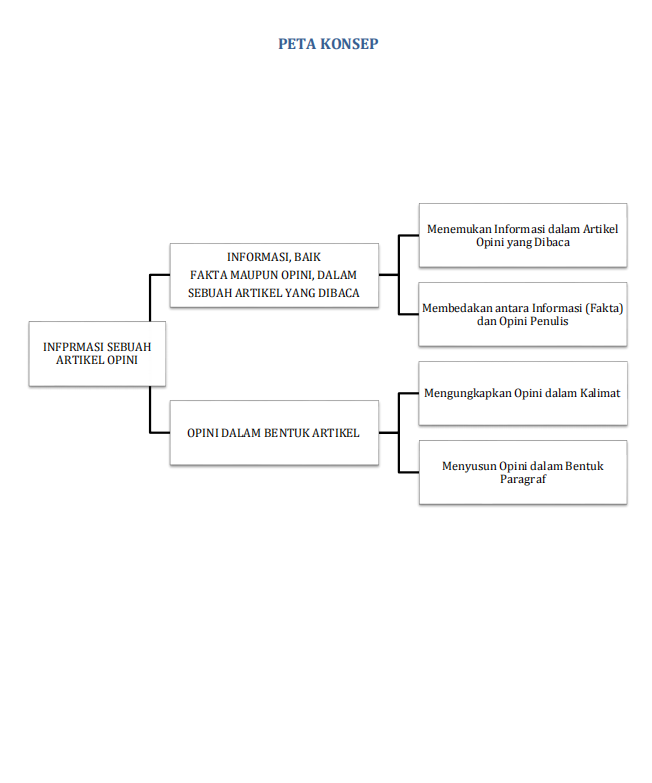 PETA KONSEP
INFPRMASI SEBUAH
ARTIKEL OPINI
INFORMASI, BAIK
FAKTA MAUPUN OPINI, DALAM
SEBUAH ARTIKEL YANG DIBACA
Menemukan Informasi dalam Artikel
Opini yang Dibaca
Membedakan antara Informasi (Fakta)
dan Opini Penulis
OPINI DALAM BENTUK ARTIKEL
Mengungkapkan Opini dalam Kalimat
Menyusun Opini dalam Bentuk
Paragraf